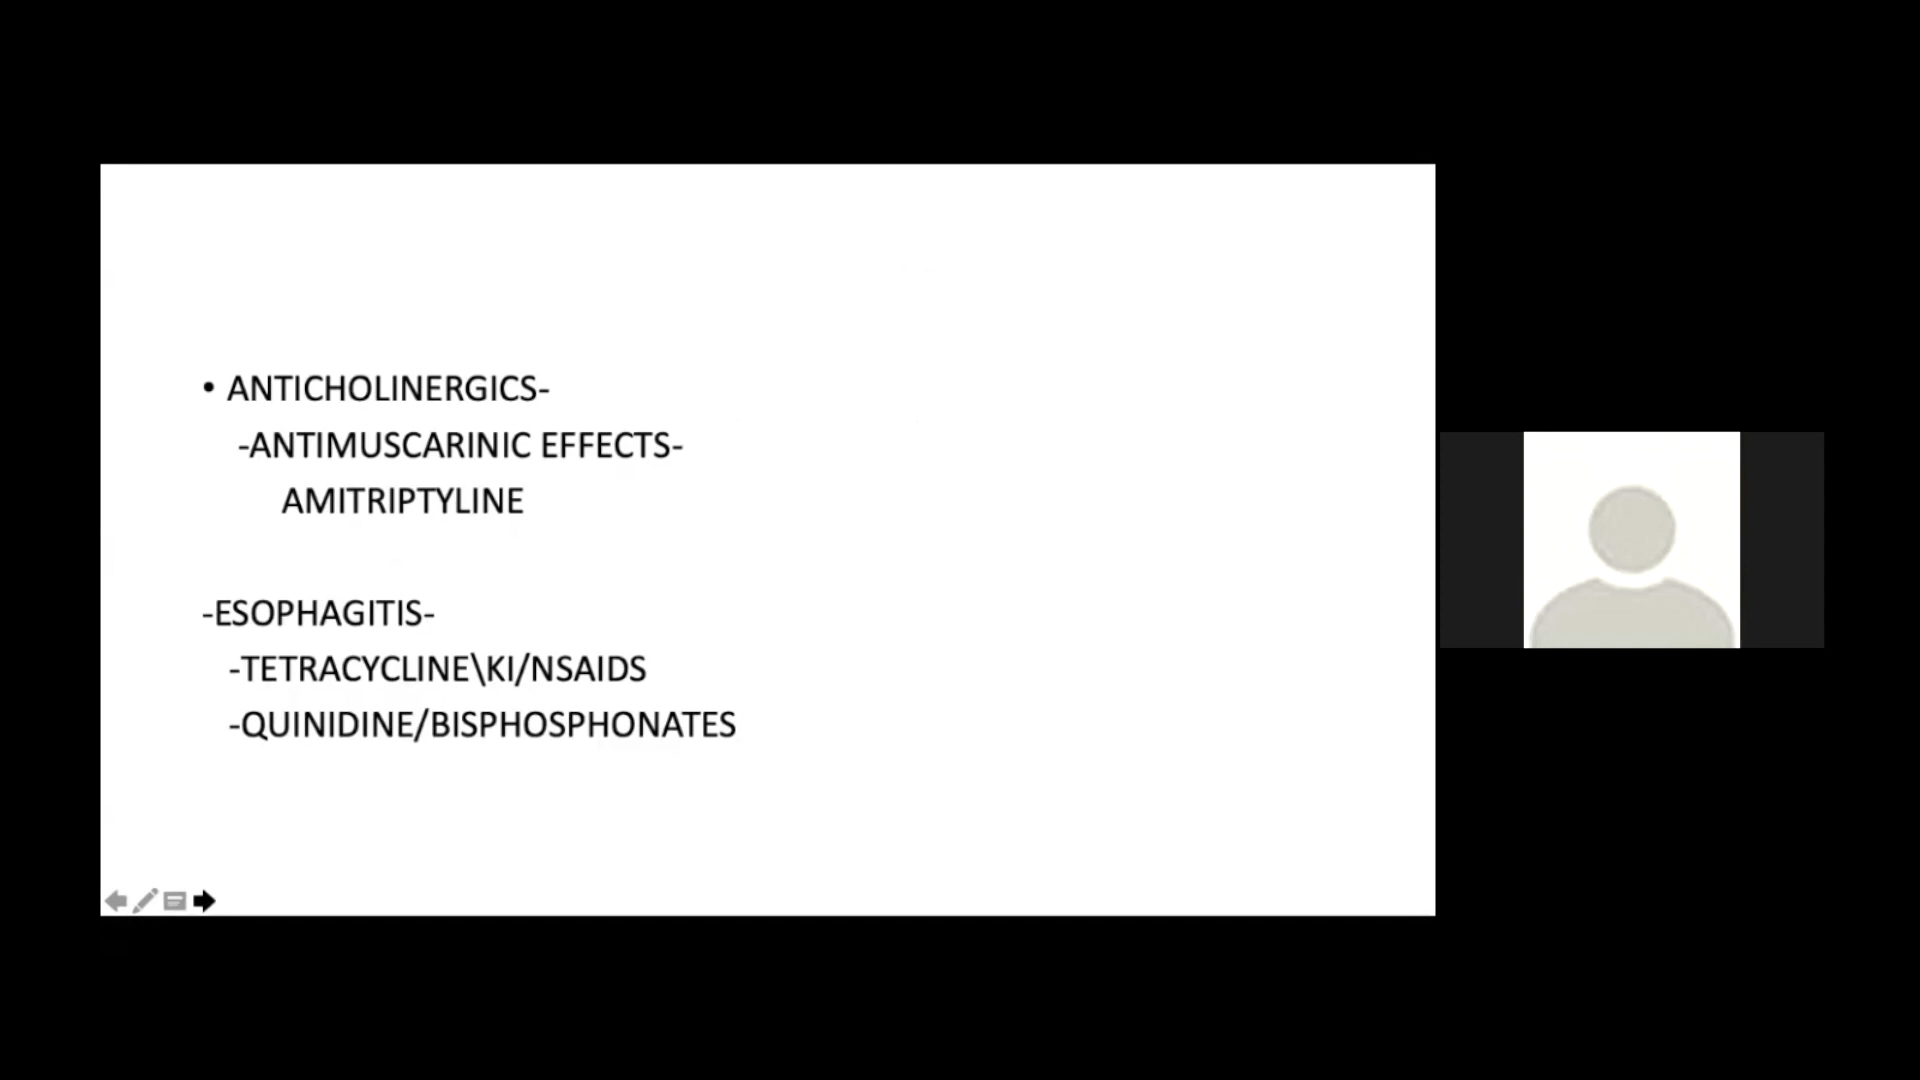 • ANTICHOLINERGICS-
-ANTIMUSCARINIC EFFECTS-
AMITRIPTYLINE
-ESOPHAGITIS-
-TETRACYCLINE\KI/NSAIDS
-QUINIDINE/BISPHOSPHONATES